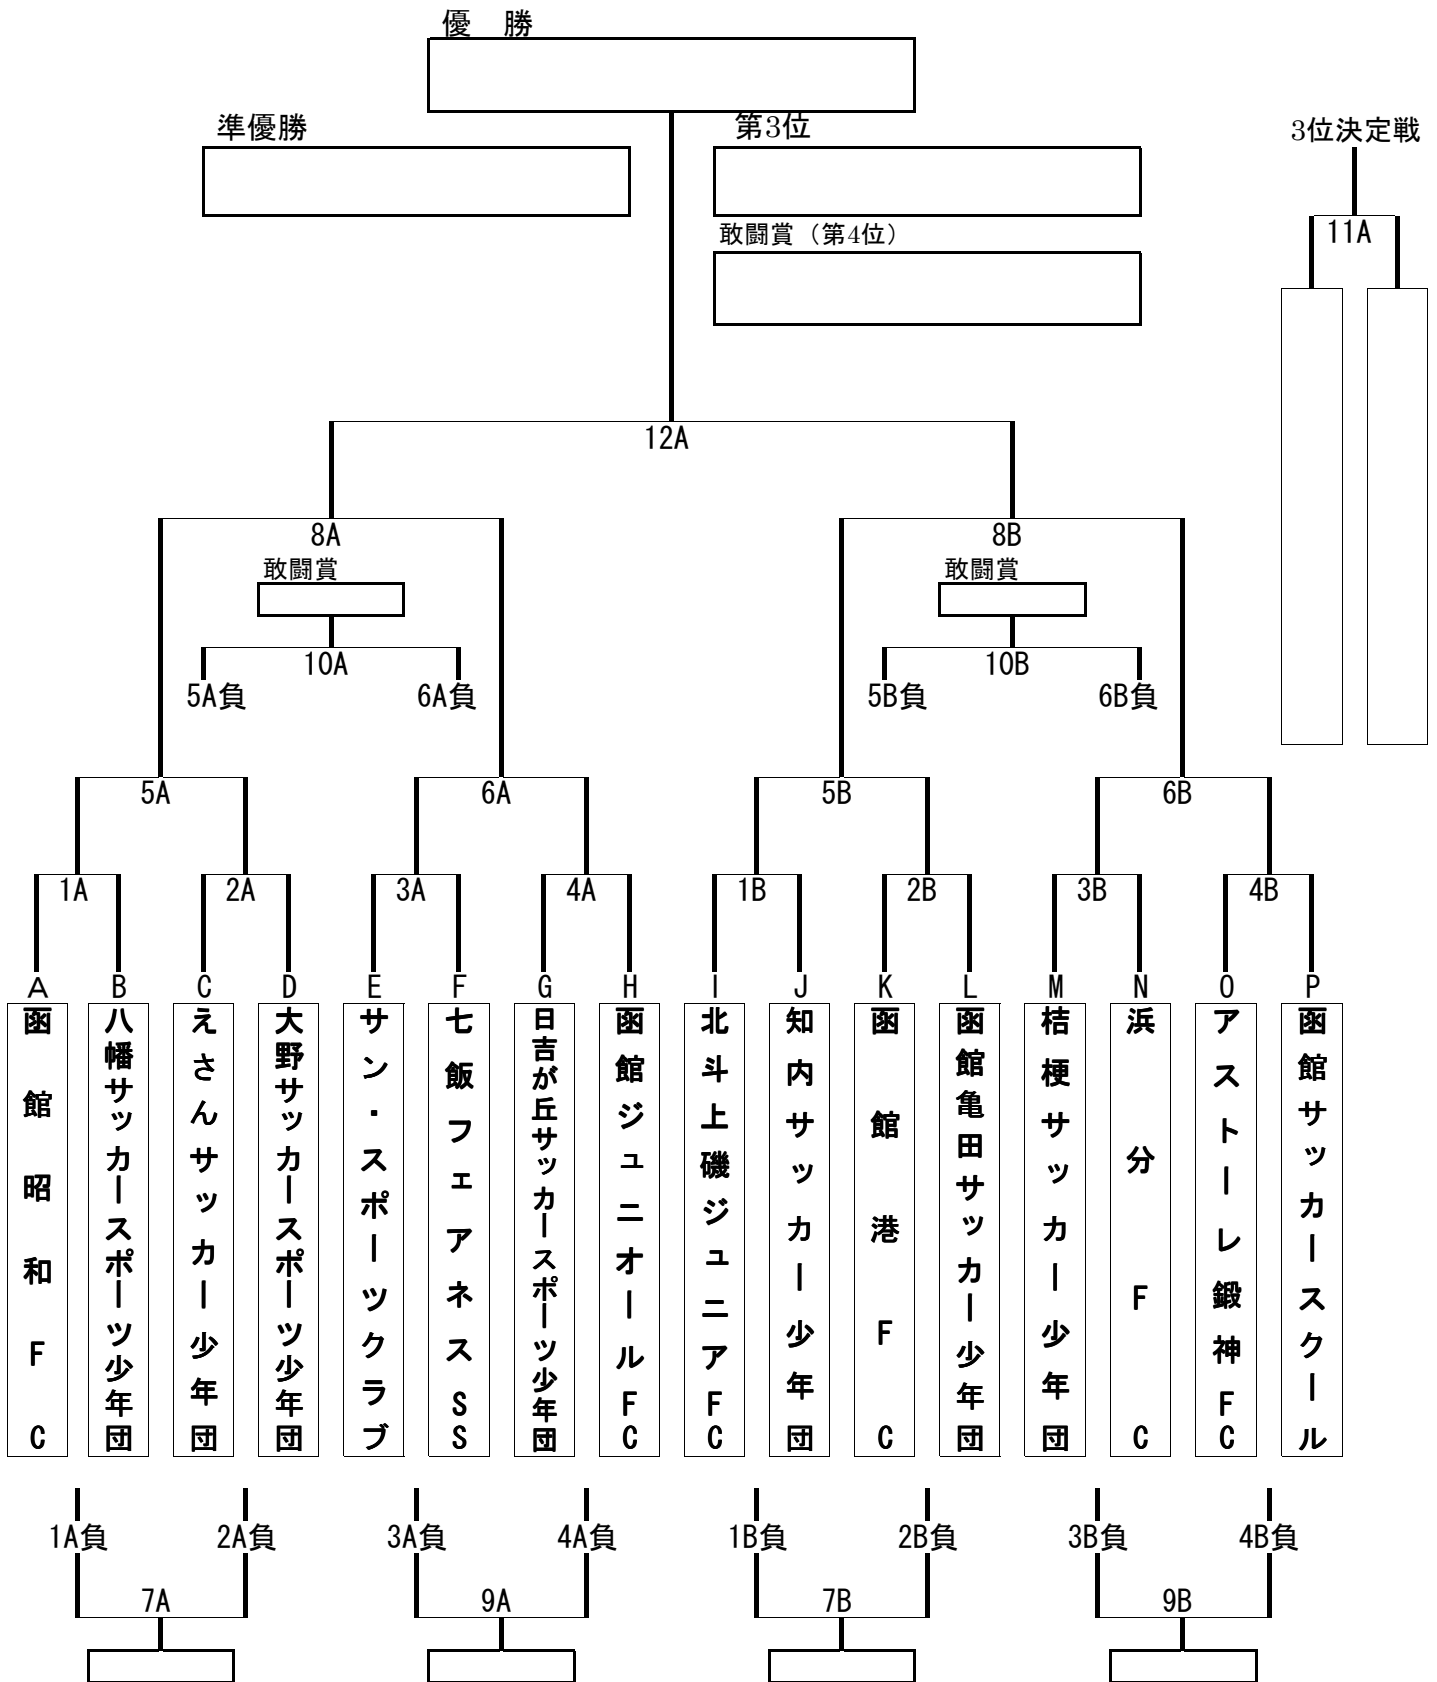 優　勝
準優勝
第3位
3位決定戦
敢闘賞（第4位）
11A
12A
8A
8B
敢闘賞
敢闘賞
10A
10B
5A負
6A負
5B負
6B負
5A
6A
5B
6B
1A
2A
3A
4A
1B
2B
3B
4B
A
B
C
D
E
F
G
H
I
J
K
L
M
N
O
P
函館昭和FC
八幡サッカースポーツ少年団
えさんサッカー少年団
大野サッカースポーツ少年団
サン・スポーツクラブ
七飯フェアネスSS
日吉が丘サッカースポーツ少年団
函館ジュニオールFC
北斗上磯ジュニアFC
知内サッカー少年団
函館港FC
函館亀田サッカー少年団
桔梗サッカー少年団
浜分FC
アストーレ鍛神FC
函館サッカースクール
1A負
2A負
3A負
4A負
1B負
2B負
3B負
4B負
7A
9A
7B
9B